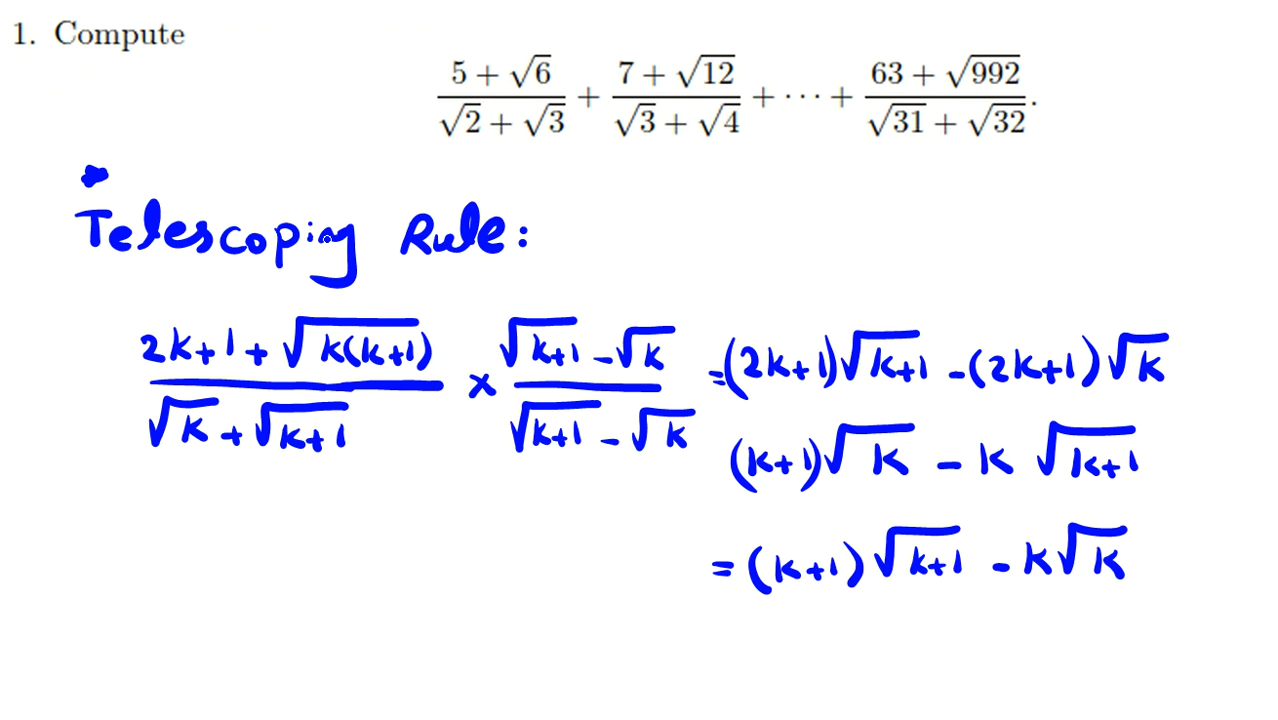 1. Compute
5 + √6 / √2 + √3 + 7 + √12 / √3 + √4 + ··· + 63 + √992 / √31 + √32 .
Telescoping Rule:
2k+1+√k(k+1) / √k+√k+1 × √k+1-√k / √k+1-√k =(2k+1)√k+1 -(2k+1)√k
(k+1)√k - k√k+1
=(k+1)√k+1 - k√k